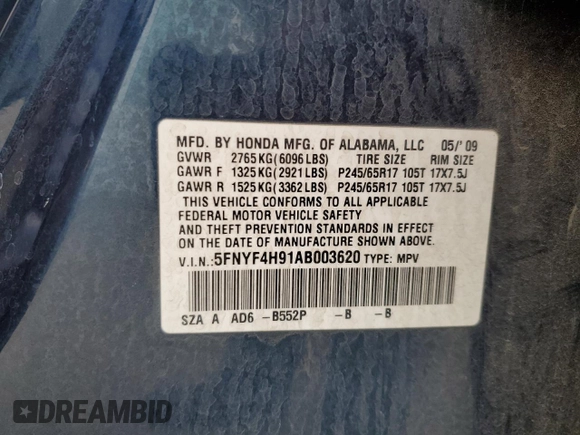 MFD. BY HONDA MFG. OF ALABAMA, LLC 05/'09
GVWR 2765KG(6096LBS) TIRE SIZE RIM SIZE
GAWR F 1325KG(2921LBS) P245/65R17 105T 17X7.5J
GAWR R 1525KG(3362LBS) P245/65R17 105T 17X7.5J
THIS VEHICLE CONFORMS TO ALL APPLICABLE
FEDERAL MOTOR VEHICLE SAFETY
AND THEFT PREVENTION STANDARDS IN EFFECT
ON THE DATE OF MANUFACTURE SHOWN ABOVE.
V.I.N.:5FNYF4H91AB003620 TYPE: MPV
SZA A AD6 -B552P -B -B
DREAMBID